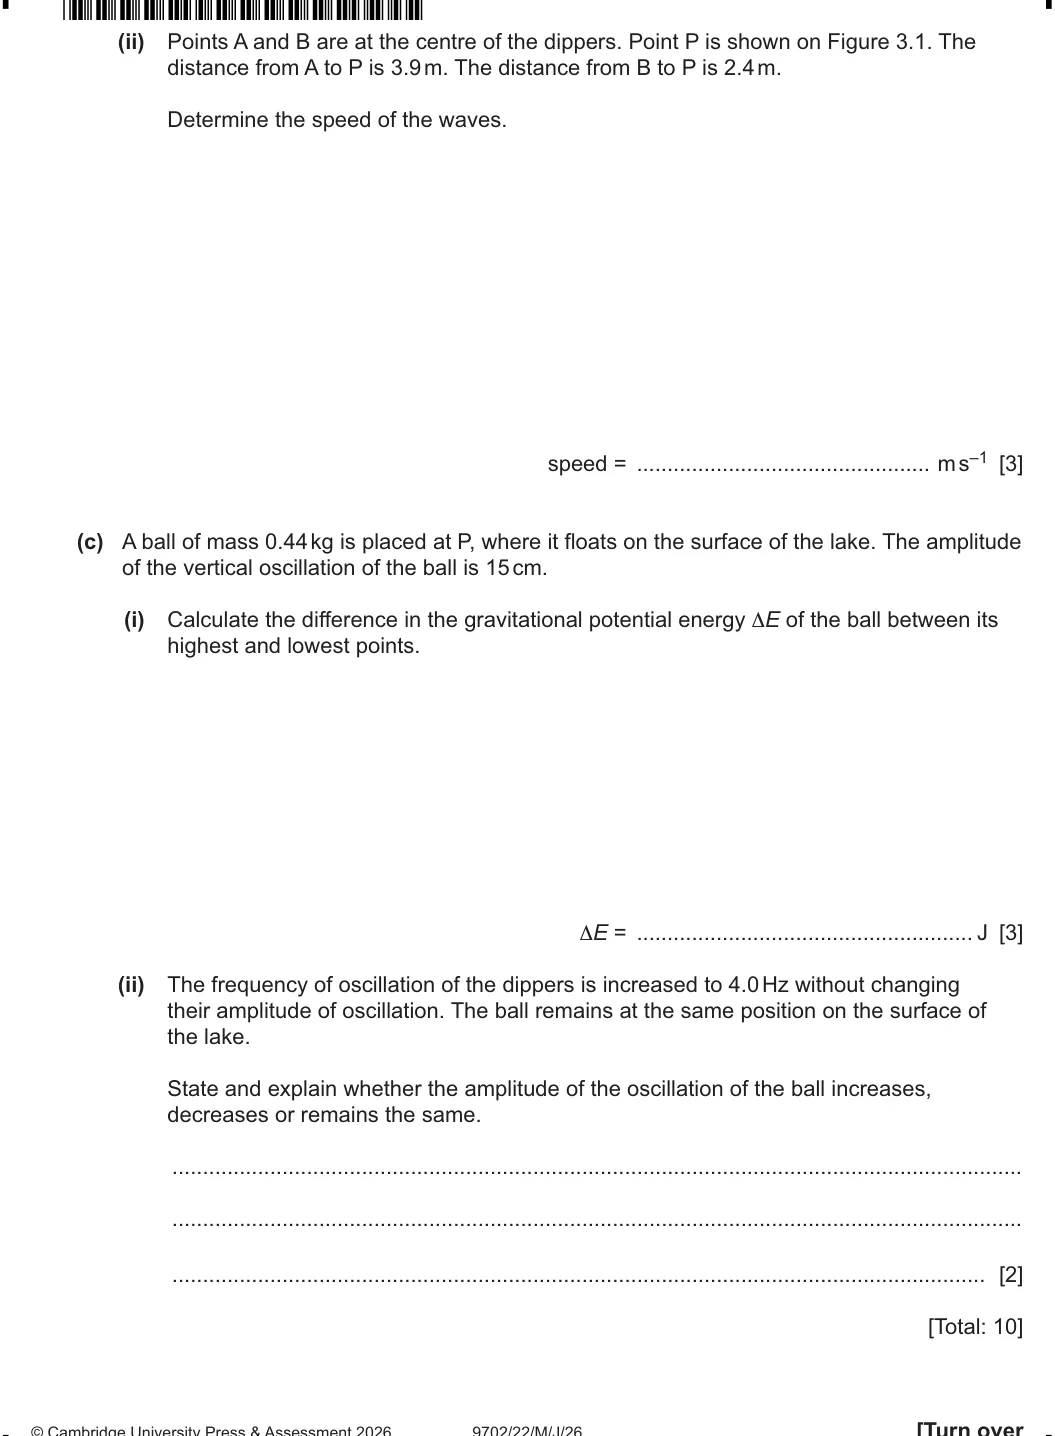 (ii) Points A and B are at the centre of the dippers. Point P is shown on Figure 3.1. The
distance from A to P is 3.9 m. The distance from B to P is 2.4 m.
Determine the speed of the waves.
speed = ................................................ m s⁻¹ [3]
(c) A ball of mass 0.44 kg is placed at P, where it floats on the surface of the lake. The amplitude
of the vertical oscillation of the ball is 15 cm.
(i) Calculate the difference in the gravitational potential energy ΔE of the ball between its
highest and lowest points.
ΔE = ....................................................... J [3]
(ii) The frequency of oscillation of the dippers is increased to 4.0 Hz without changing
their amplitude of oscillation. The ball remains at the same position on the surface of
the lake.
State and explain whether the amplitude of the oscillation of the ball increases,
decreases or remains the same.
...........................................................................................................................................
...........................................................................................................................................
..................................................................................................................................... [2]
[Total: 10]
© Cambridge University Press & Assessment 2026 9702/22/M/J/26 [Turn over